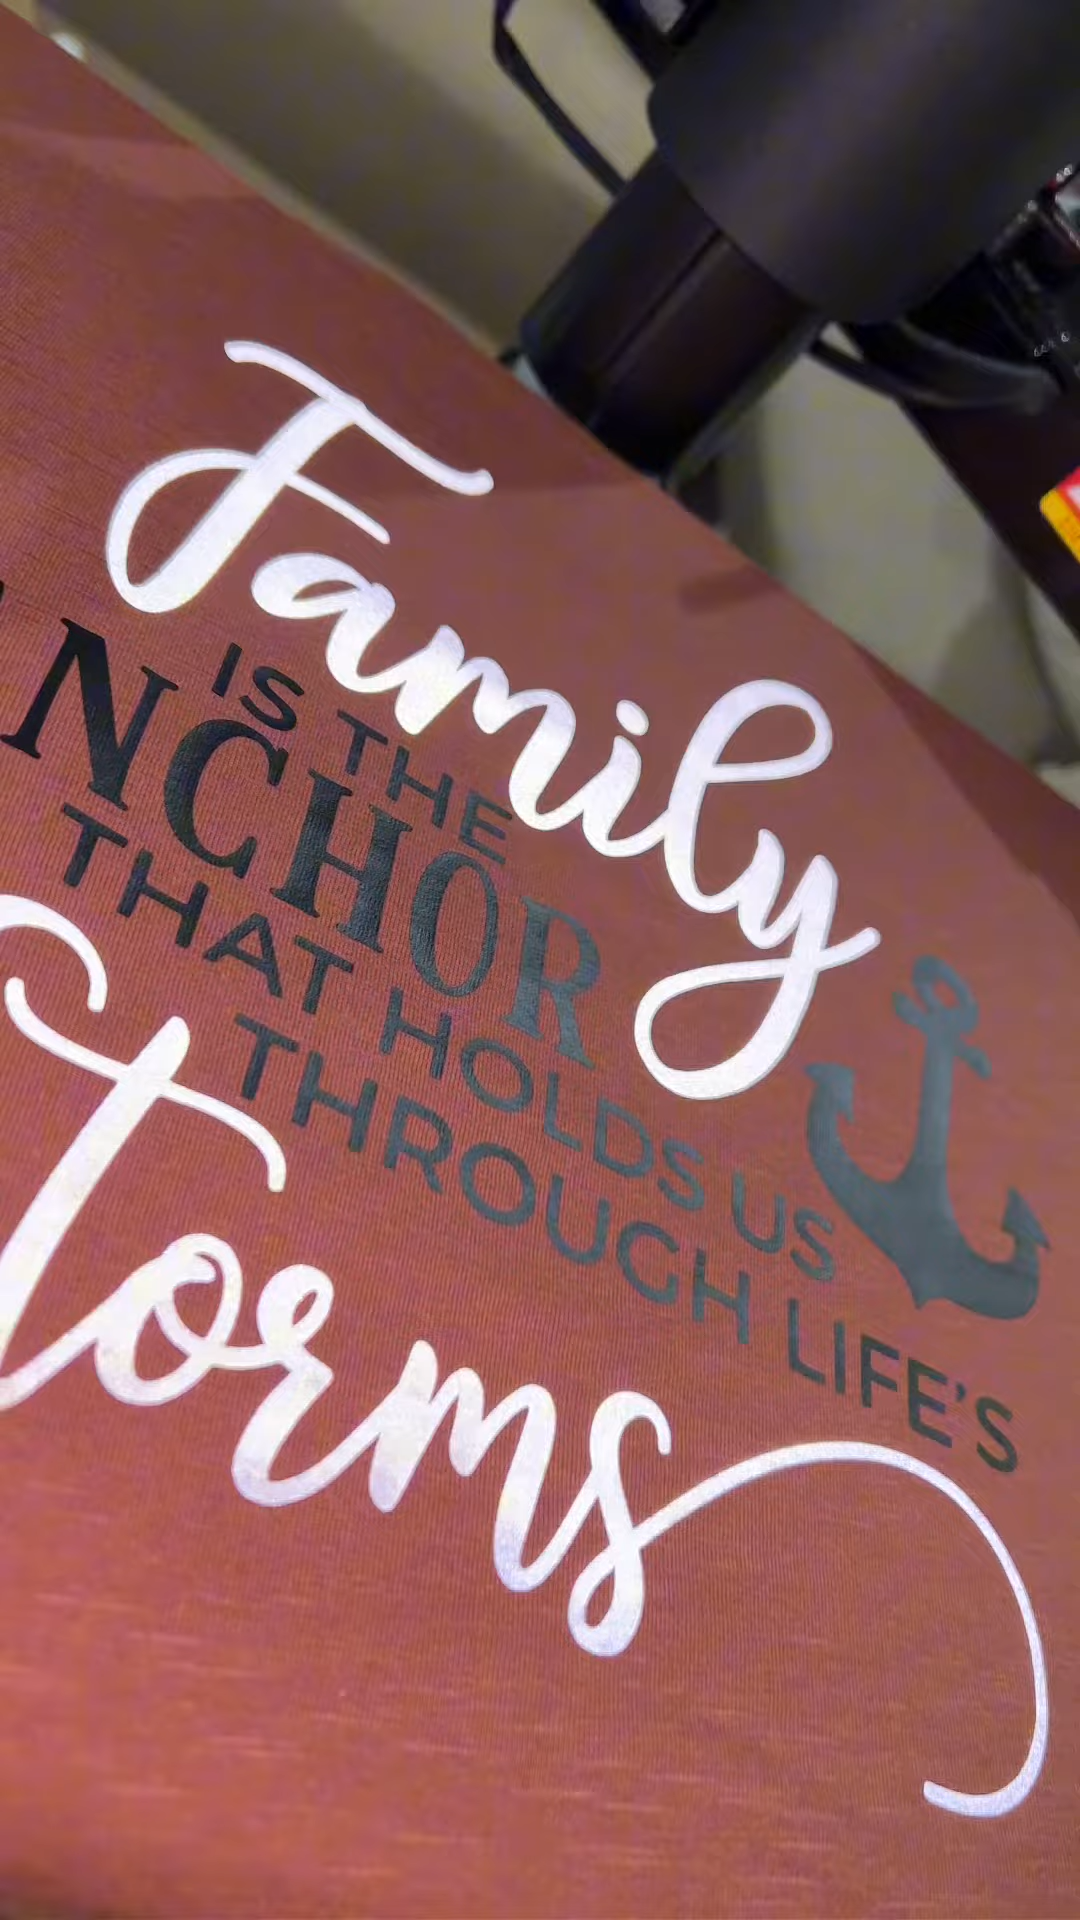 Family
IS THE
NCHOR
THAT HOLDS US
THROUGH LIFE'S
torms